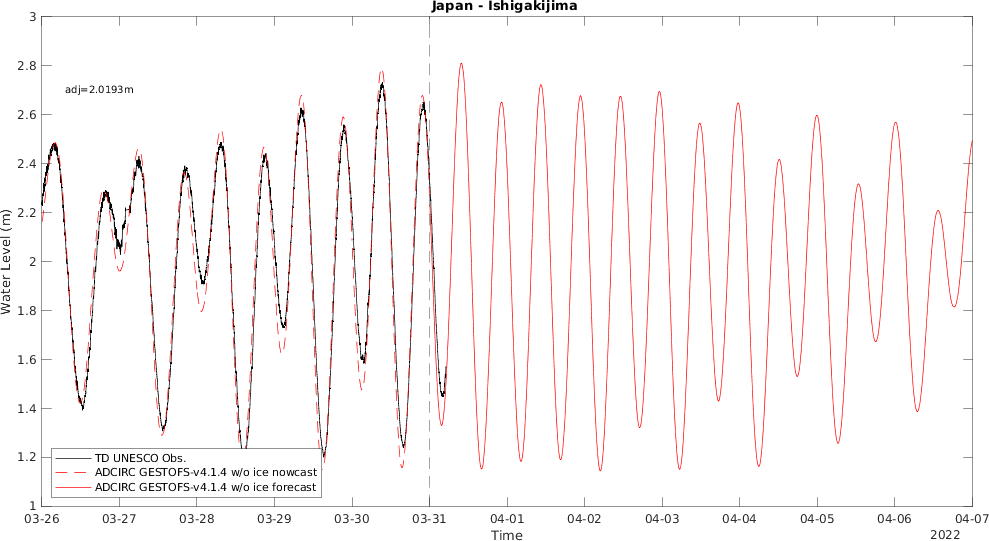 Japan - Ishigakijima
3
2.8
adj=2.0193m
2.6
2.4
2.2
2
1.8
1.6
1.4
1.2
1
Water Level (m)
TD UNESCO Obs.
ADCIRC GESTOFS-v4.1.4 w/o ice nowcast
ADCIRC GESTOFS-v4.1.4 w/o ice forecast
03-26 03-27 03-28 03-29 03-30 03-31 04-01 04-02 04-03 04-04 04-05 04-06 04-07
Time
2022